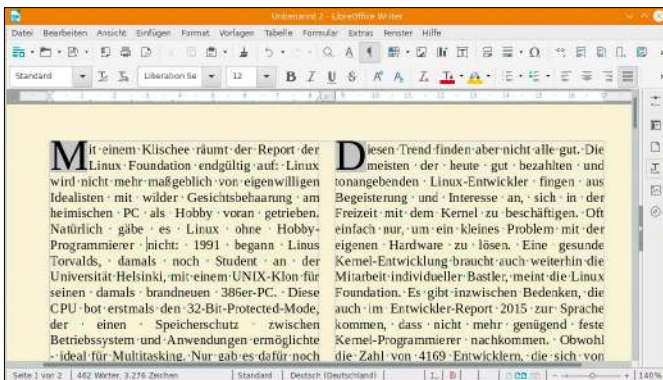 Unbenannt 2 - LibreOffice Writer
Datei Bearbeiten Ansicht Einfügen Format Vorlagen Tabelle Formular Extras Fenster Hilfe
Standard Liberation Se 12
Mit einem Klischee räumt der Report der
Linux Foundation endgültig auf: Linux
wird nicht mehr maßgeblich von eigenwilligen
Idealisten mit wilder Gesichtsbehaarung am
heimischen PC als Hobby voran getrieben.
Natürlich gäbe es Linux ohne Hobby-
Programmierer nicht: 1991 begann Linus
Torvalds, damals noch Student an der
Universität Helsinki, mit einem UNIX-Klon für
seinen damals brandneuen 386er-PC. Diese
CPU bot erstmals den 32-Bit-Protected-Mode,
der einen Speicherschutz zwischen
Betriebssystem und Anwendungen ermöglichte
- ideal für Multitasking. Nur gab es dafür noch
Diesen Trend finden aber nicht alle gut. Die
meisten der heute gut bezahlten und
tonangebenden Linux-Entwickler fingen aus
Begeisterung und Interesse an, sich in der
Freizeit mit dem Kernel zu beschäftigen. Oft
einfach nur, um ein kleines Problem mit der
eigenen Hardware zu lösen. Eine gesunde
Kernel-Entwicklung braucht auch weiterhin die
Mitarbeit individueller Bastler, meint die Linux
Foundation. Es gibt inzwischen Bedenken, die
auch im Entwickler-Report 2015 zur Sprache
kommen, dass nicht mehr genügend feste
Kernel-Programmierer nachkommen. Obwohl
die Zahl von 4169 Entwicklern, die sich von
Seite 1 von 2 462 Wörter, 3.276 Zeichen Standard Deutsch (Deutschland) 140%